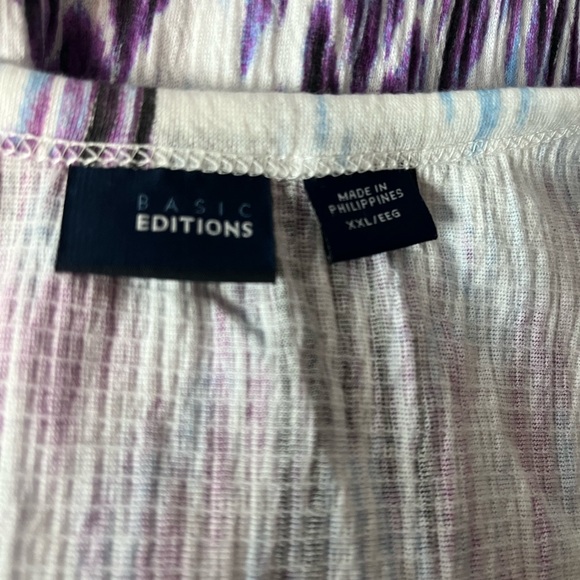 BASIC
EDITIONS
MADE IN
PHILIPPINES
XXL/EEG